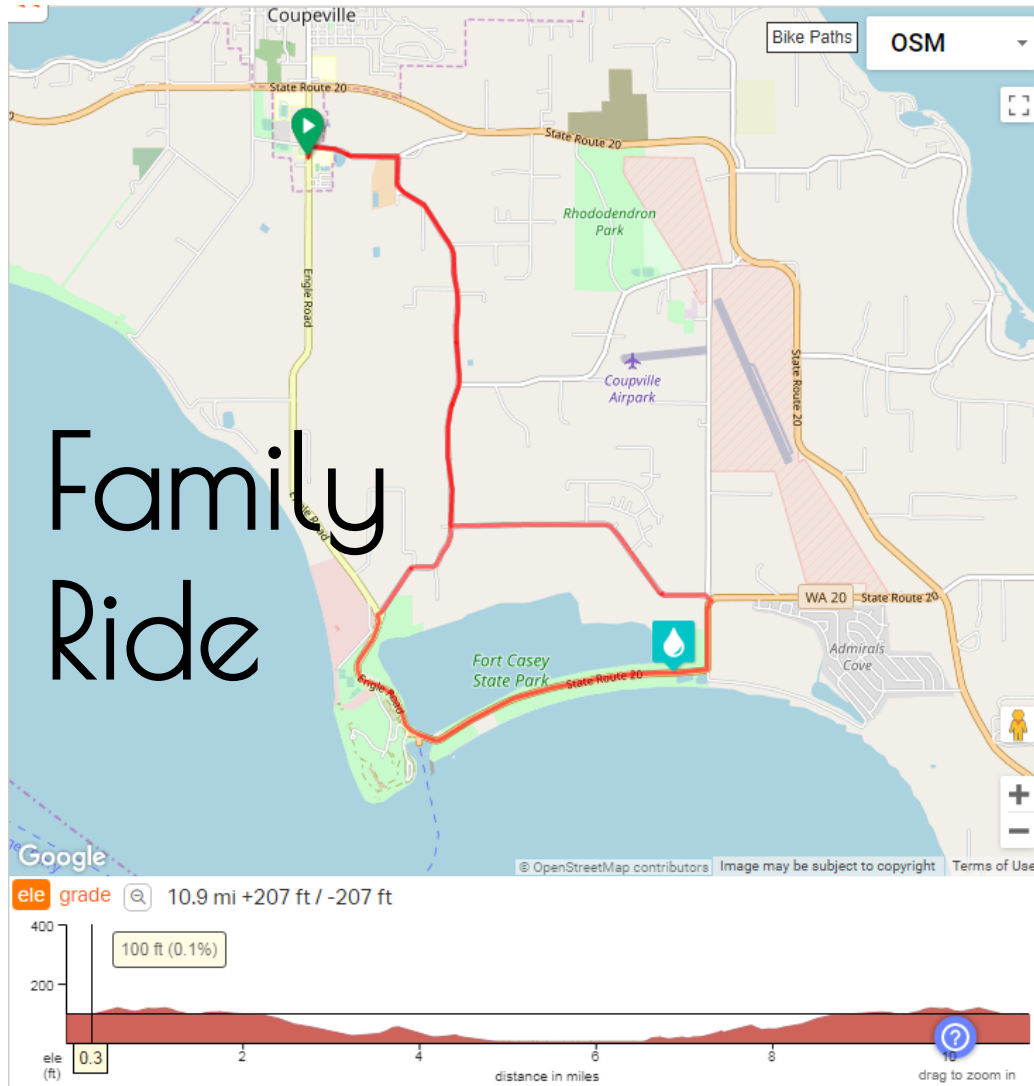 Coupeville
Bike Paths
OSM
State Route 20
State Route 20
Rhododendron
Park
Engle Road
State Route 20
Coupville
Airpark
Family
Engle Road
Ride
WA 20
State Route 20
Admirals
Cove
Fort Casey
State Park
State Route 20
Engle Road
Google
© OpenStreetMap contributors
Image may be subject to copyright
Terms of Use
ele
grade
10.9 mi +207 ft / -207 ft
400
100 ft (0.1%)
200
ele
(ft)
0.3
2
4
6
8
10
?
distance in miles
drag to zoom in